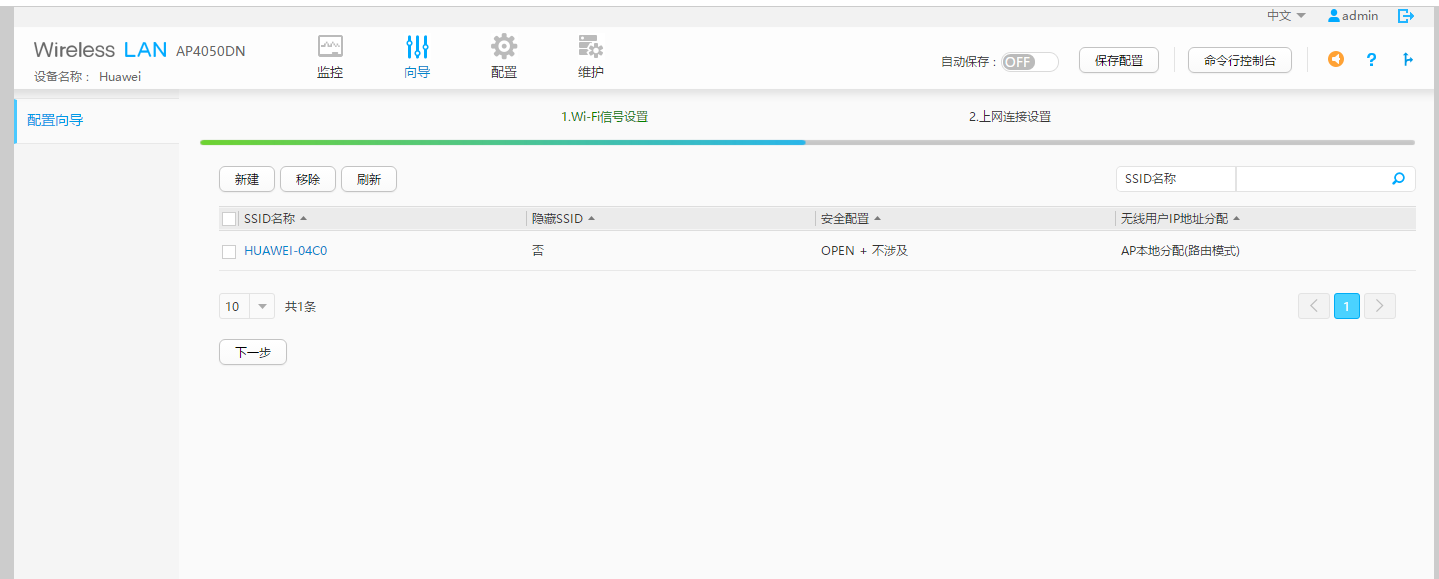 中文 admin
Wireless LAN AP4050DN
设备名称： Huawei
监控 向导 配置 维护
自动保存： OFF 保存配置 命令行控制台 ?
配置向导
1.Wi-Fi信号设置 2.上网连接设置
新建 移除 刷新 SSID名称
SSID名称 隐藏SSID 安全配置 无线用户IP地址分配
HUAWEI-04C0 否 OPEN + 不涉及 AP本地分配(路由模式)
10 共1条 1
下一步